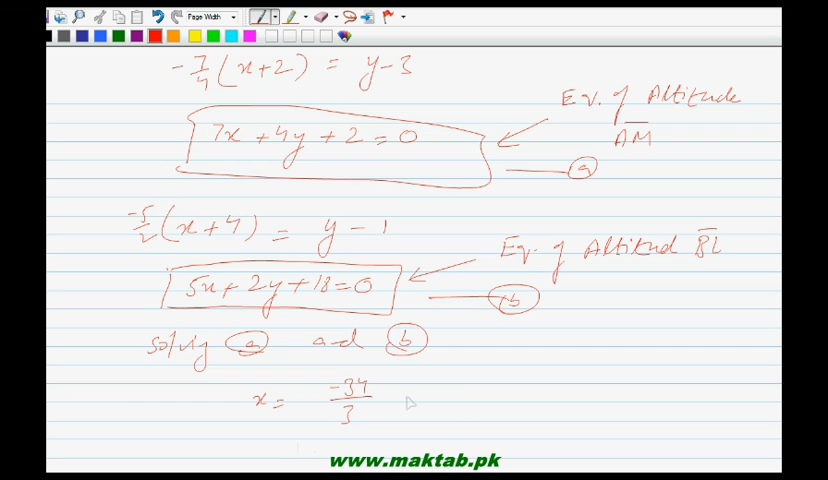 Page Width
-7/4 (x+2) = y-3
7x + 4y + 2 = 0
Eq. of Altitude
AM
a
-5/2 (x+4) = y-1
Eq. of Altitud BL
5x + 2y + 18 = 0
b
solving a and b
x = -34/3
www.maktab.pk